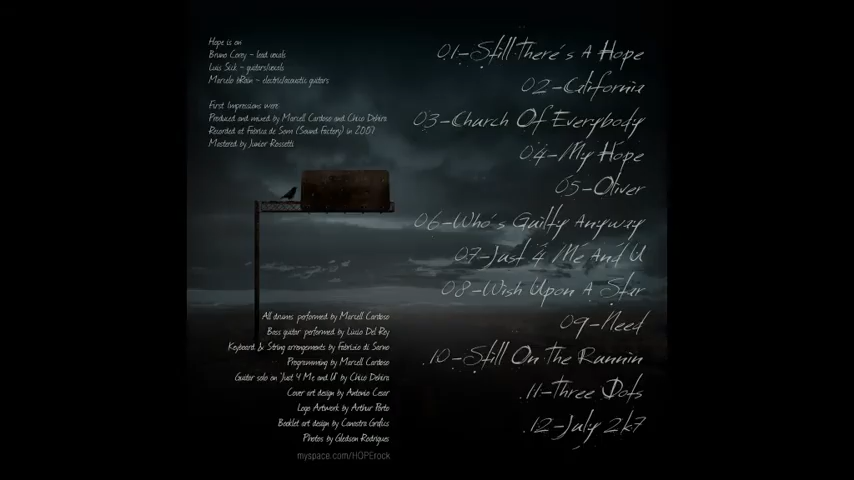 Hope is on
Bruno Corey - lead vocals
Luis Sick - guitars/vocals
Marcelo - electric/acoustic guitars
First Impressions were
Produced and mixed by Marcell Cardoso and Chico Dehira
Recorded at Fabrica de Som (Sound Factory) in 2007
Mastered by Junior Rossetti
All drums performed by Marcell Cardoso
Bass guitar performed by Lúcio Del Rey
Keyboard & String arrangements by Fabrizio di Sarno
Programming by Marcell Cardoso
Guitar solo on 'Just 4 Me and U' by Chico Dehira
Cover art design by Antonio Cesar
Logo Artwork by Arthur Porto
Booklet art design by Canastra Grafics
Photos by Gledson Rodrigues
myspace.com/HOPErock
01-Still There's A Hope
02-California
03-Church Of Everybody
04-My Hope
05-Oliver
06-Who's Guilty Anyway
07-Just 4 Me And U
08-Wish Upon A Star
09-Need
10-Still On The Runnin
11-Three Dots
12-July 2k7